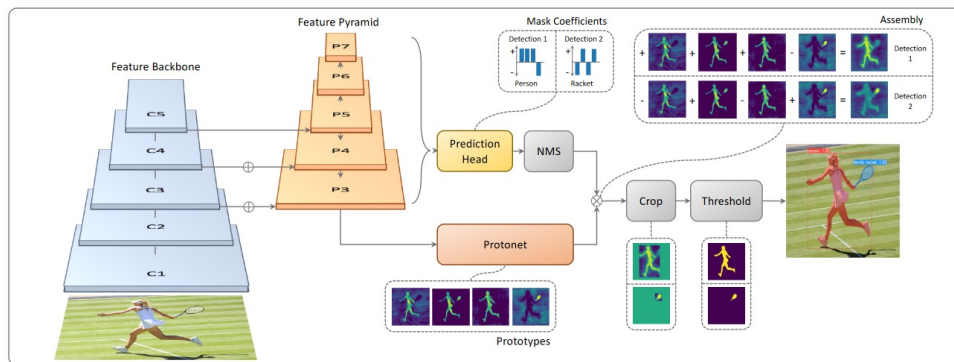 Feature Backbone
C5
C4
C3
C2
C1
Feature Pyramid
P7
P6
P5
P4
P3
Mask Coefficients
Detection 1
Detection 2
+
-
+
-
Person
Racket
Prediction
Head
NMS
Protonet
Prototypes
Assembly
+ + + - = Detection
1
- + - + = Detection
2
Crop
Threshold